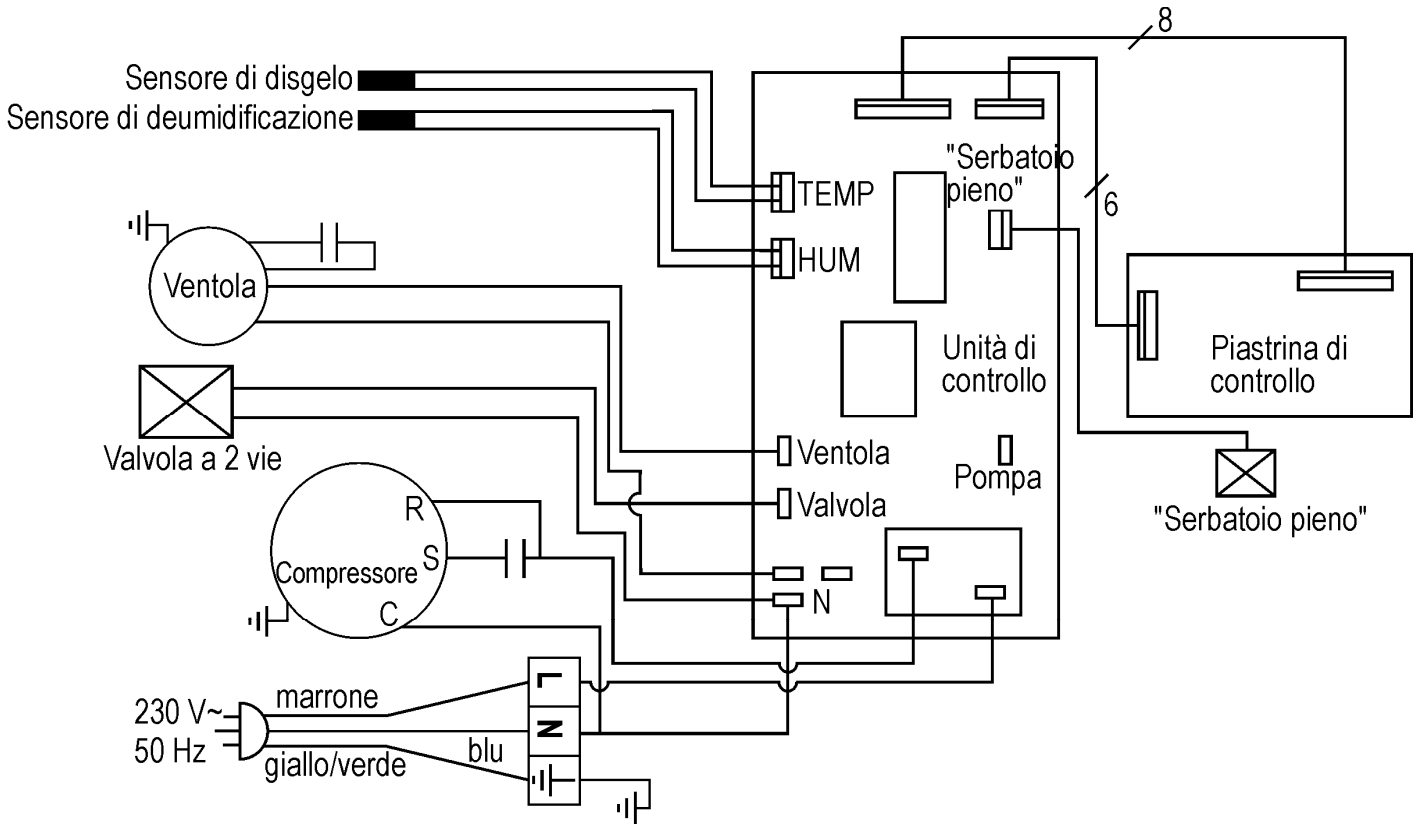 8
Sensore di disgelo
Sensore di deumidificazione
"Serbatoio
pieno"
TEMP
6
HUM
Ventola
Unità di
controllo
Piastrina di
controllo
Valvola a 2 vie
Ventola
Pompa
Valvola
"Serbatoio pieno"
R
S
Compressore
C
N
L
marrone
230 V~
N
50 Hz
blu
giallo/verde